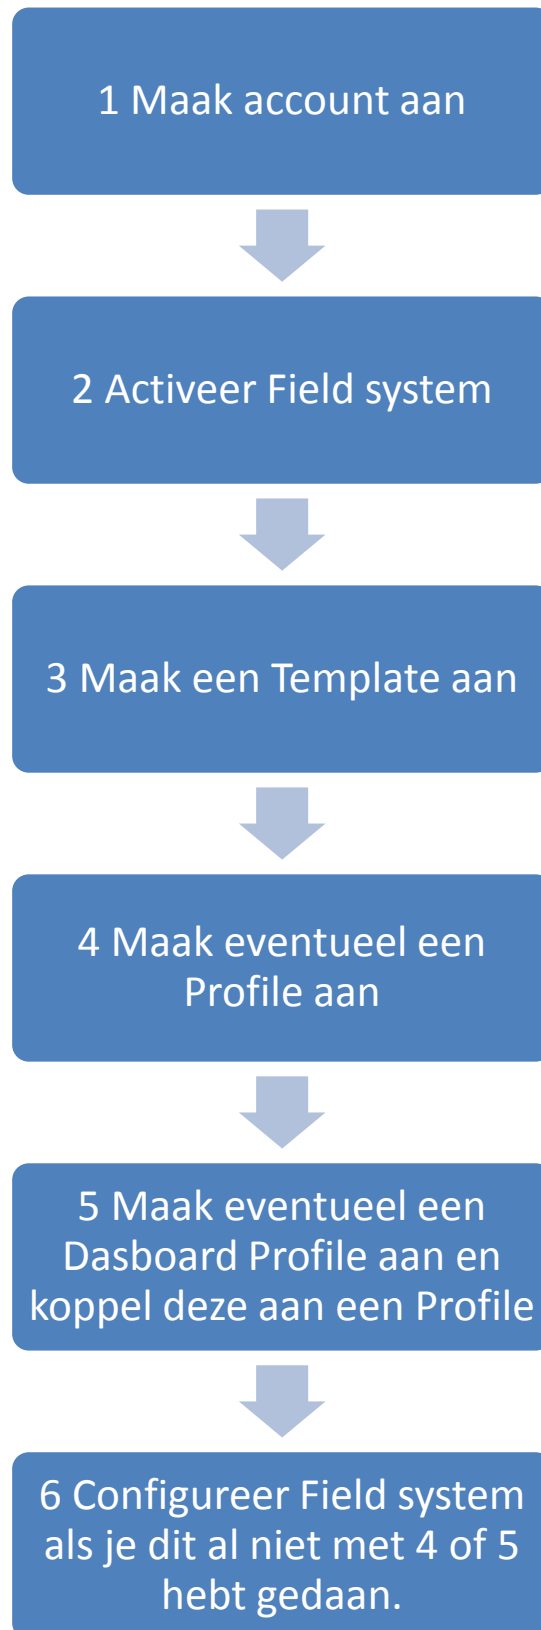 1 Maak account aan
2 Activeer Field system
3 Maak een Template aan
4 Maak eventueel een
Profile aan
5 Maak eventueel een
Dasboard Profile aan en
koppel deze aan een Profile
6 Configureer Field system
als je dit al niet met 4 of 5
hebt gedaan.